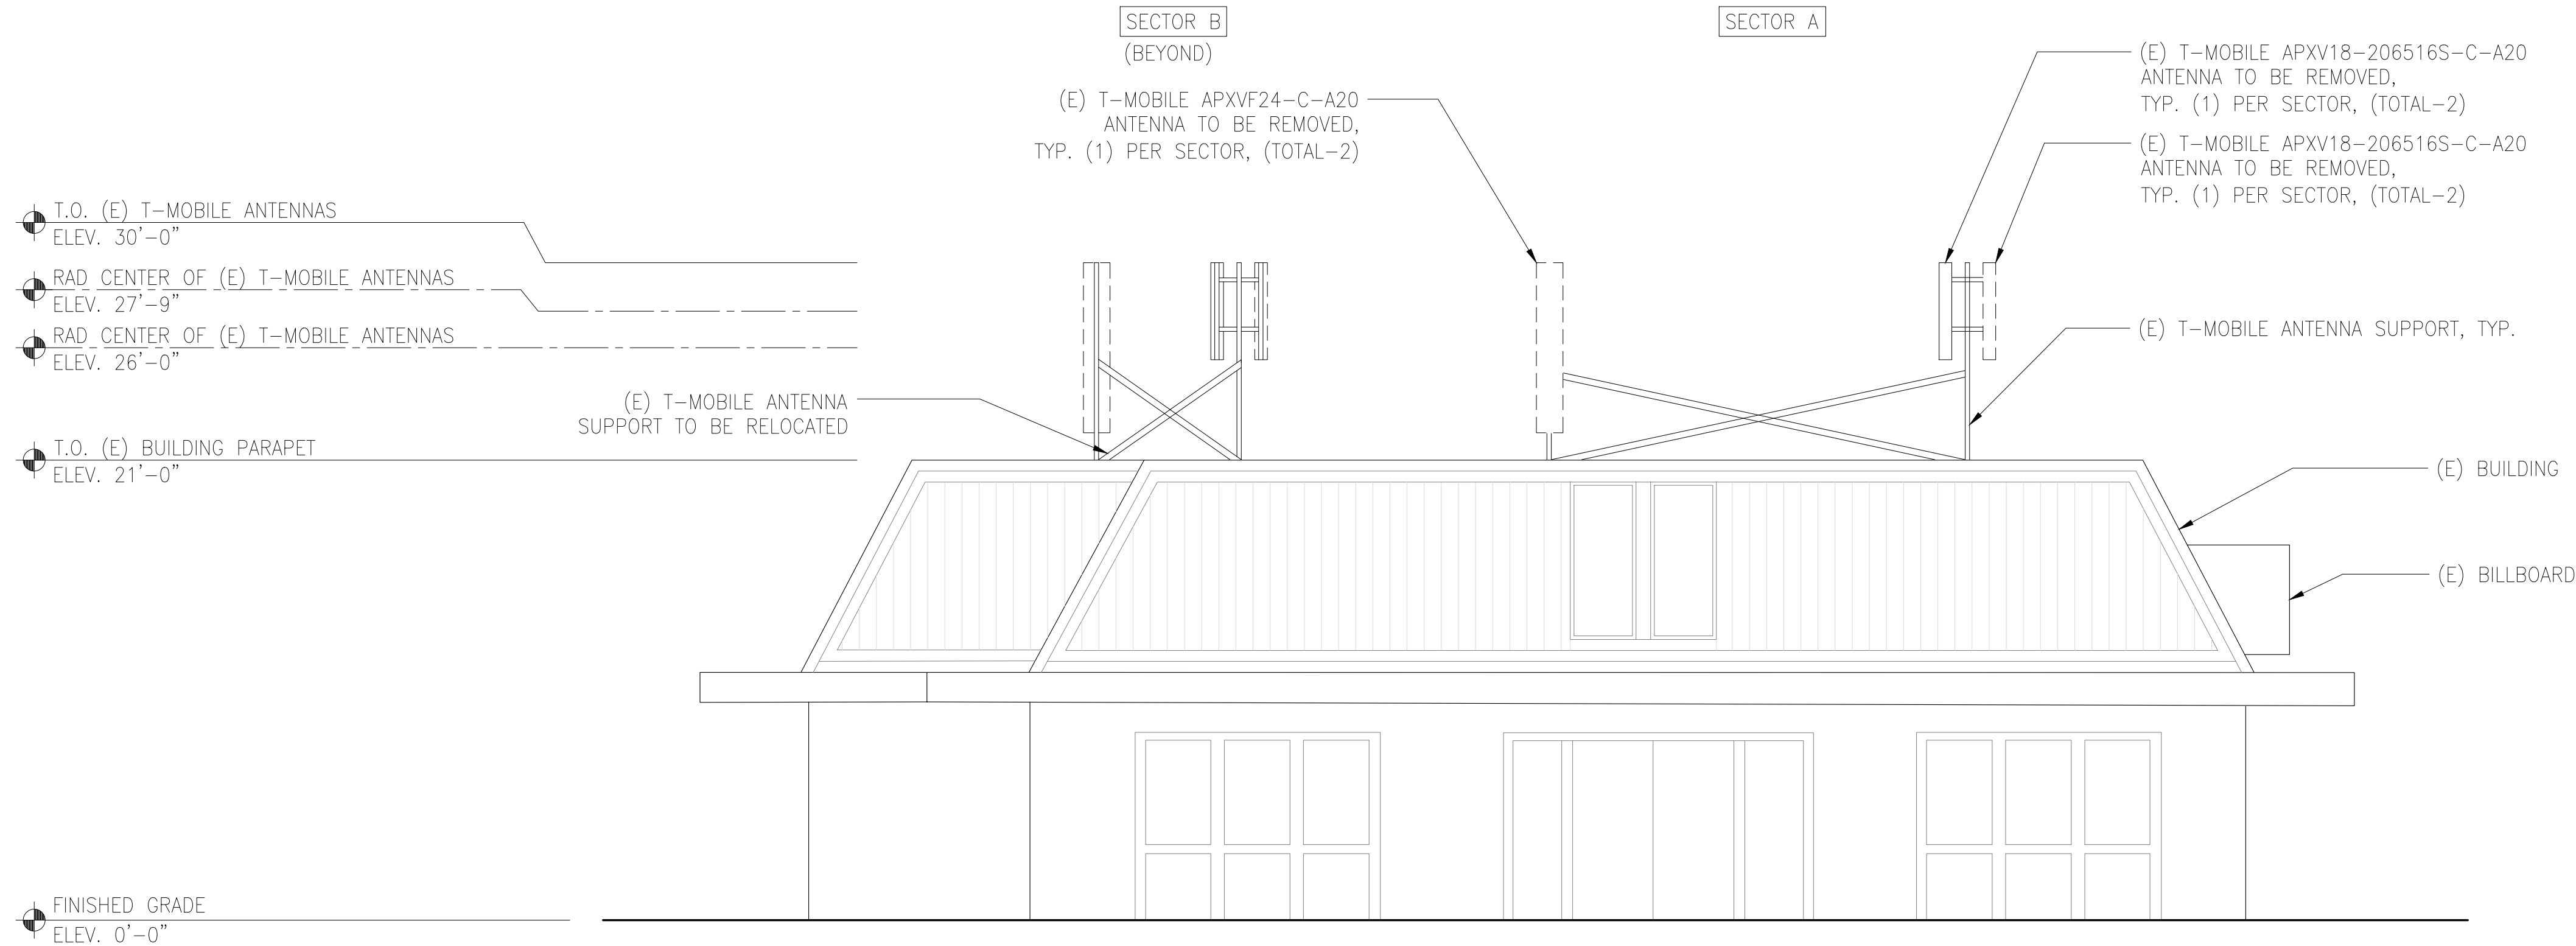 SECTOR B
(BEYOND)
SECTOR A
(E) T-MOBILE APXVF24-C-A20
ANTENNA TO BE REMOVED,
TYP. (1) PER SECTOR, (TOTAL-2)
(E) T-MOBILE APXV18-206516S-C-A20
ANTENNA TO BE REMOVED,
TYP. (1) PER SECTOR, (TOTAL-2)
(E) T-MOBILE APXV18-206516S-C-A20
ANTENNA TO BE REMOVED,
TYP. (1) PER SECTOR, (TOTAL-2)
T.O. (E) T-MOBILE ANTENNAS
ELEV. 30'-0"
RAD CENTER OF (E) T-MOBILE ANTENNAS
ELEV. 27'-9"
RAD CENTER OF (E) T-MOBILE ANTENNAS
ELEV. 26'-0"
(E) T-MOBILE ANTENNA SUPPORT, TYP.
(E) T-MOBILE ANTENNA
SUPPORT TO BE RELOCATED
T.O. (E) BUILDING PARAPET
ELEV. 21'-0"
(E) BUILDING
(E) BILLBOARD
FINISHED GRADE
ELEV. 0'-0"